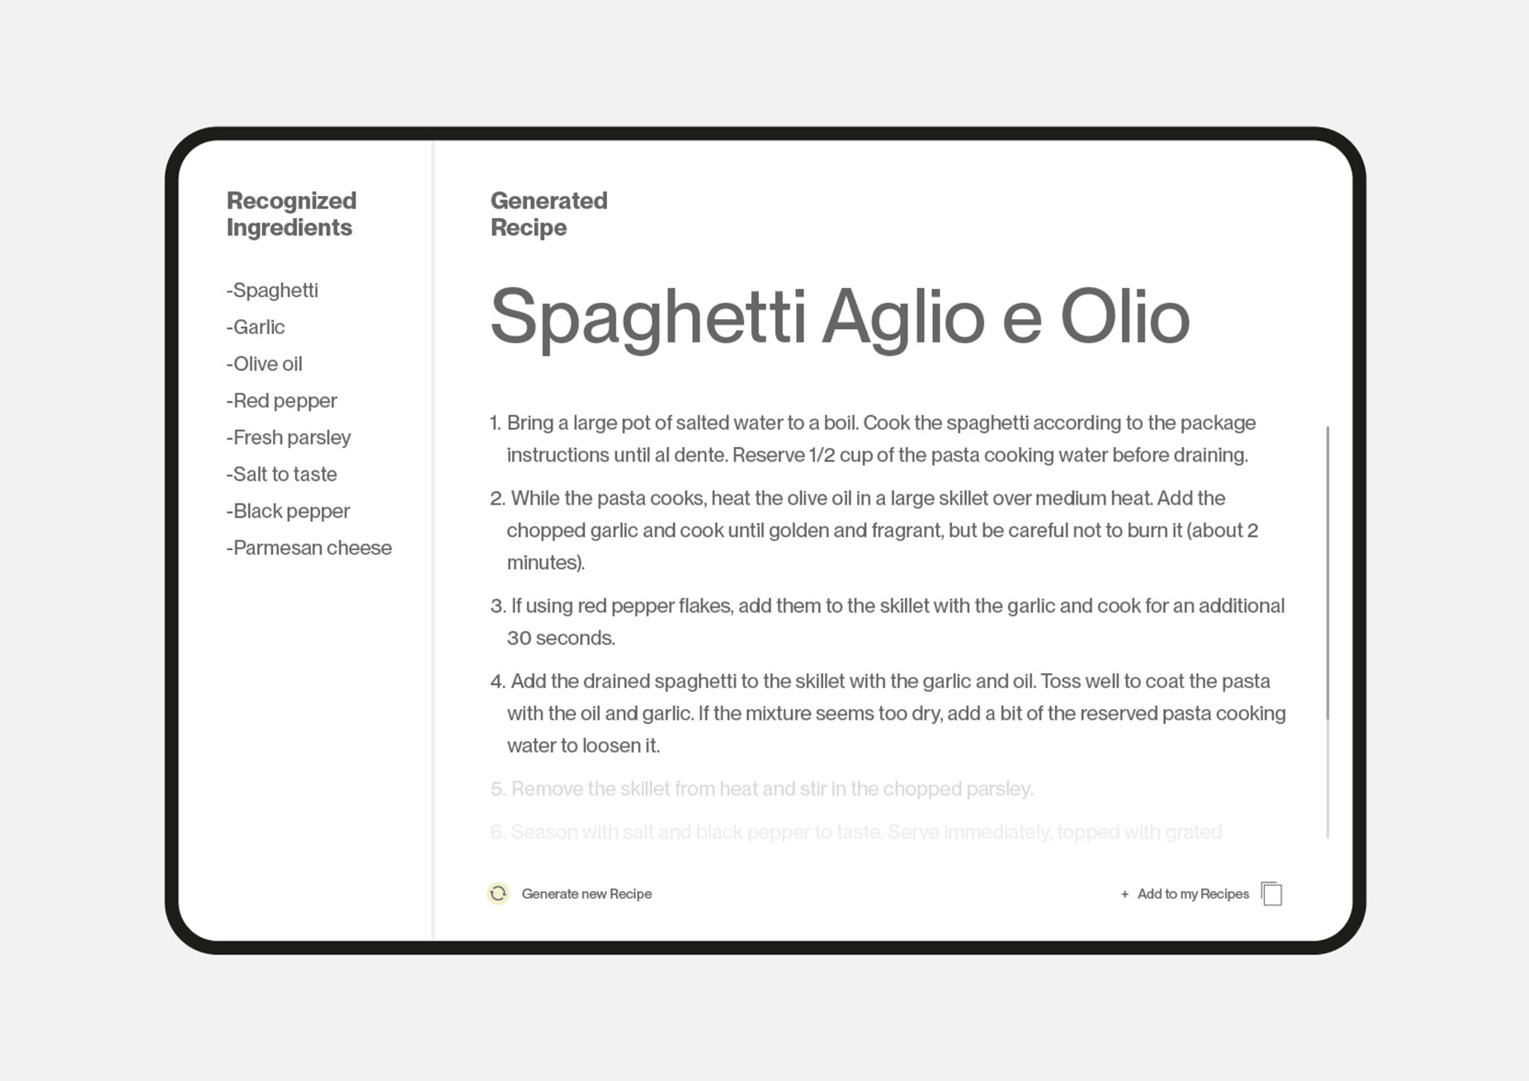 Recognized
Ingredients
-Spaghetti
-Garlic
-Olive oil
-Red pepper
-Fresh parsley
-Salt to taste
-Black pepper
-Parmesan cheese
Generated
Recipe
Spaghetti Aglio e Olio
1. Bring a large pot of salted water to a boil. Cook the spaghetti according to the package
instructions until al dente. Reserve 1/2 cup of the pasta cooking water before draining.
2. While the pasta cooks, heat the olive oil in a large skillet over medium heat. Add the
chopped garlic and cook until golden and fragrant, but be careful not to burn it (about 2
minutes).
3. If using red pepper flakes, add them to the skillet with the garlic and cook for an additional
30 seconds.
4. Add the drained spaghetti to the skillet with the garlic and oil. Toss well to coat the pasta
with the oil and garlic. If the mixture seems too dry, add a bit of the reserved pasta cooking
water to loosen it.
5. Remove the skillet from heat and stir in the chopped parsley.
6. Season with salt and black pepper to taste. Serve immediately, topped with grated
Generate new Recipe
+ Add to my Recipes